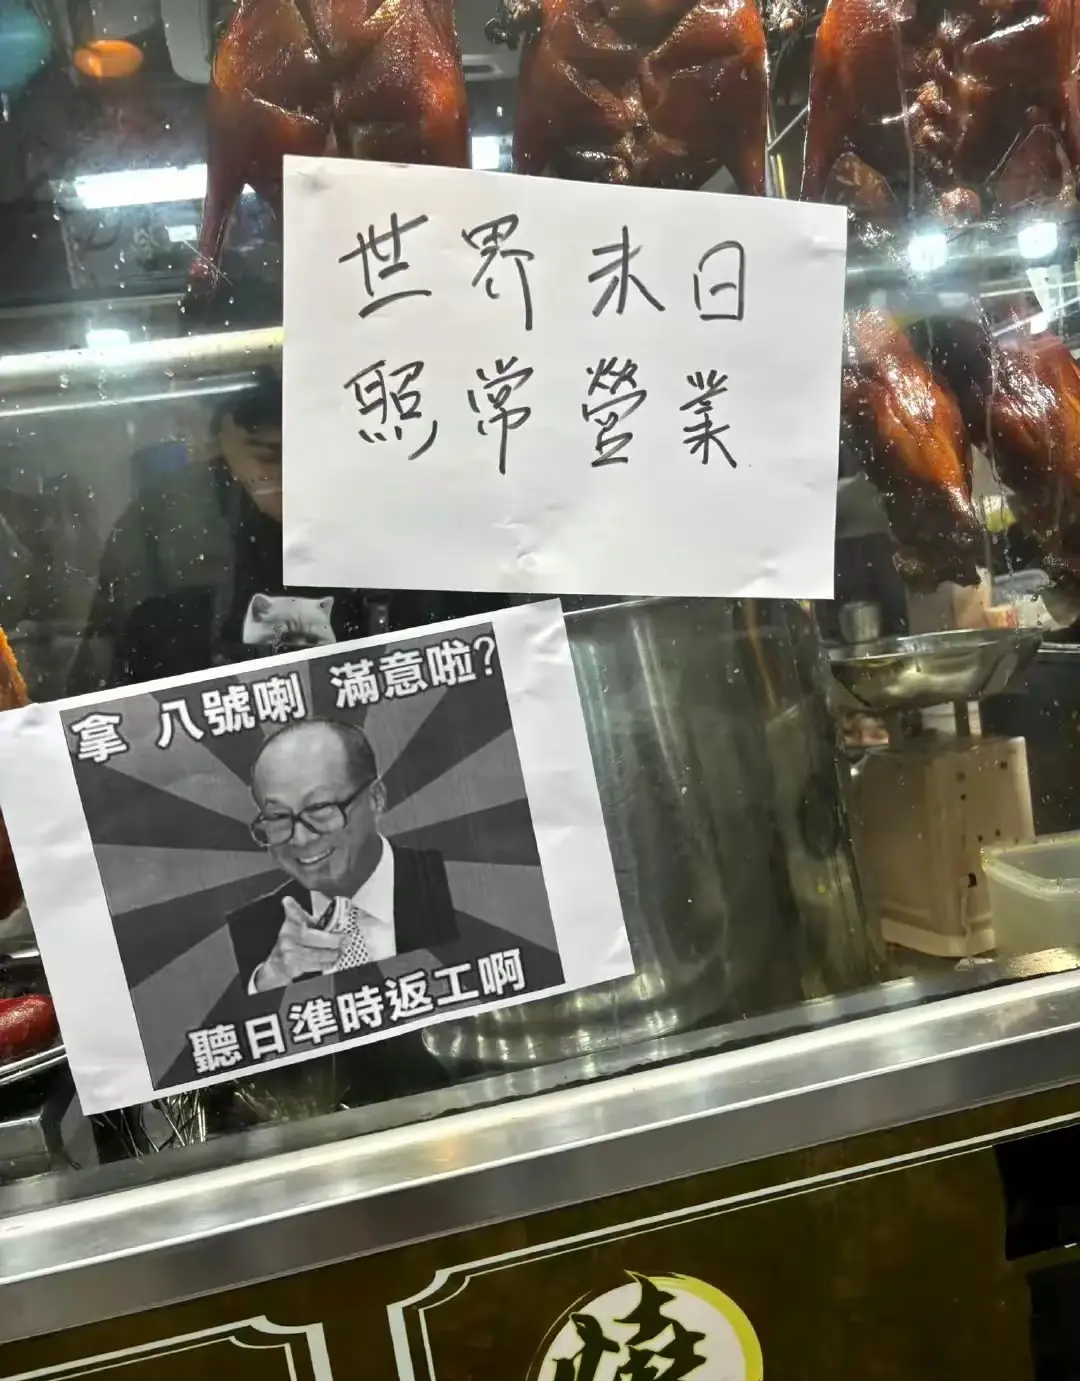 世界末日
照常營業
拿 八號喇 滿意啦?
聽日準時返工啊
燒